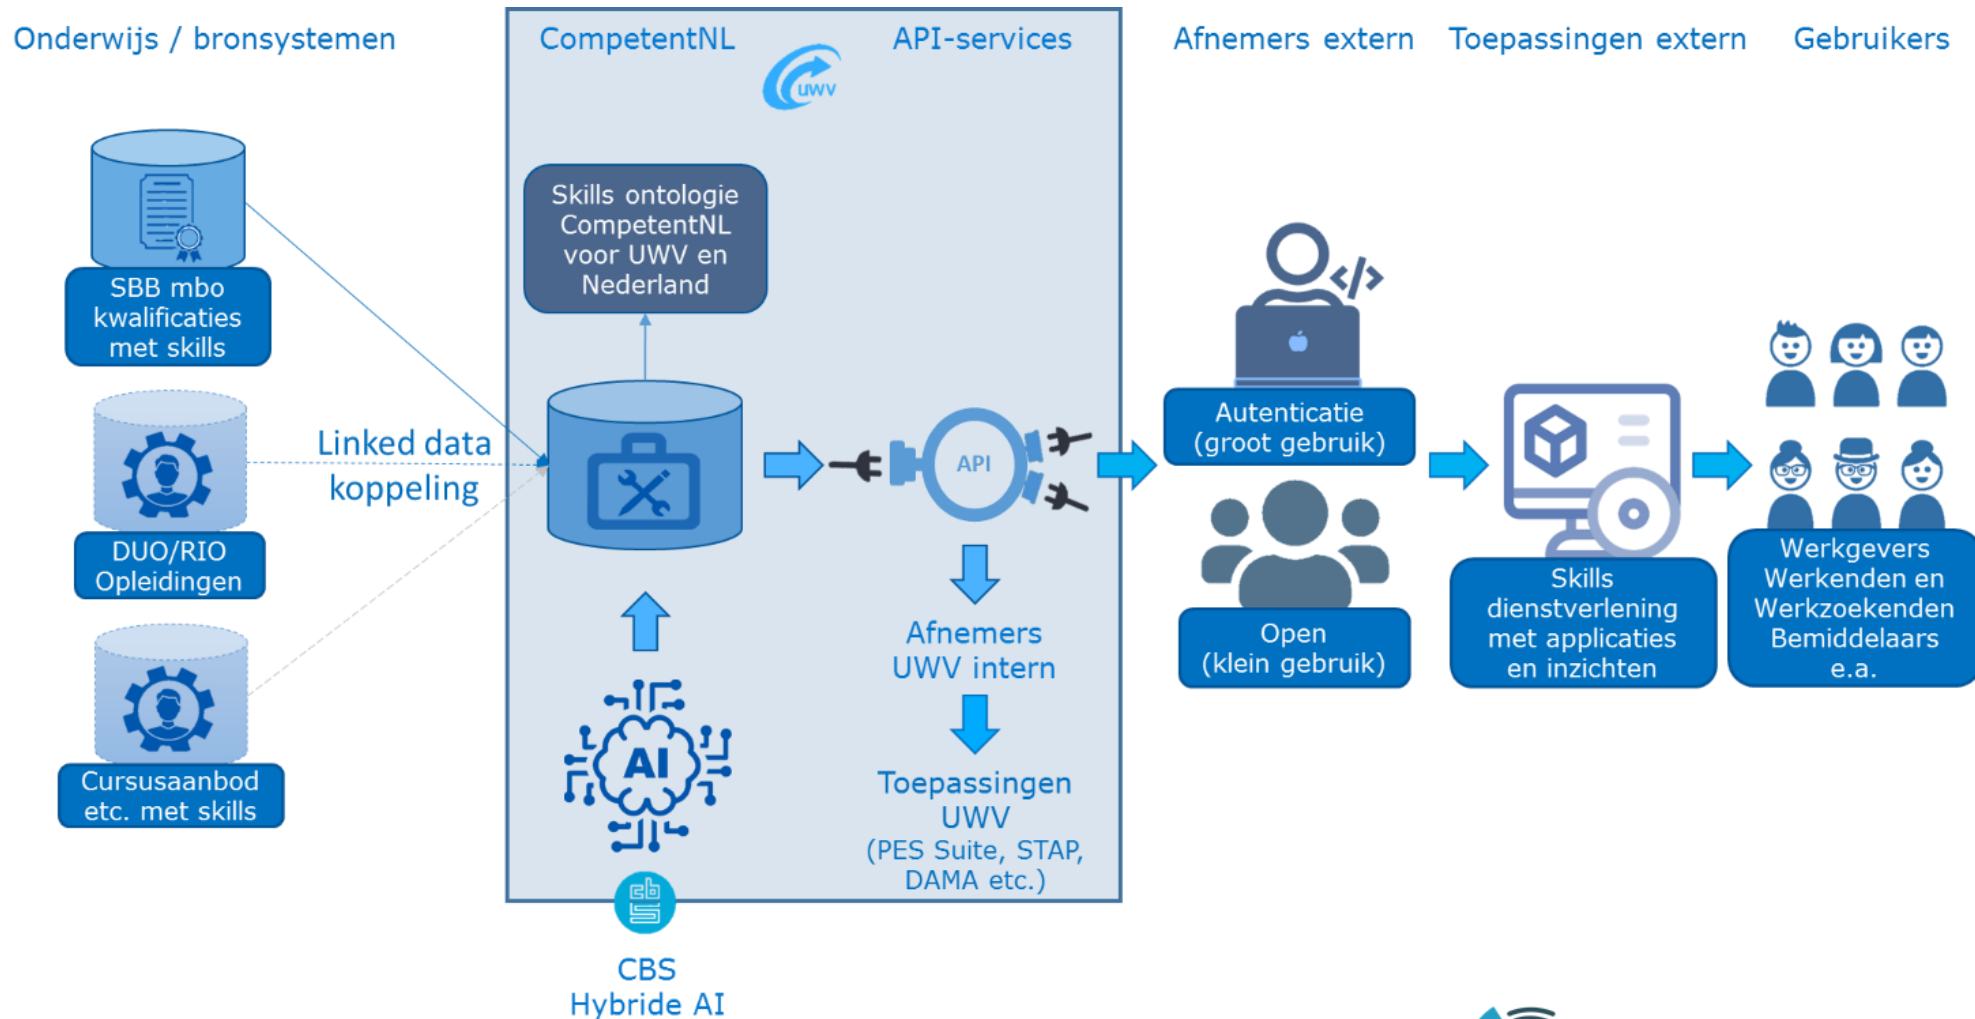 Onderwijs / bronsystemen
CompetentNL
API-services
Afnemers extern
Toepassingen extern
Gebruikers
uwv
SBB mbo
kwalificaties
met skills
DUO/RIO
Opleidingen
Cursusaanbod
etc. met skills
Linked data
koppeling
Skills ontologie
CompetentNL
voor UWV en
Nederland
AI
cbs
CBS
Hybride AI
API
Afnemers
UWV intern
Toepassingen
UWV
(PES Suite, STAP,
DAMA etc.)
</>
Autenticatie
(groot gebruik)
Open
(klein gebruik)
Skills
dienstverlening
met applicaties
en inzichten
Werkgevers
Werkenden en
Werkzoekenden
Bemiddelaars
e.a.